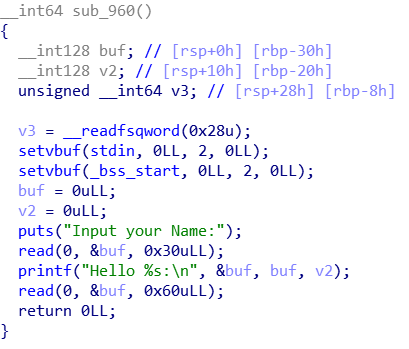 __int64 sub_960()
{
  __int128 buf; // [rsp+0h] [rbp-30h]
  __int128 v2; // [rsp+10h] [rbp-20h]
  unsigned __int64 v3; // [rsp+28h] [rbp-8h]

  v3 = __readfsqword(0x28u);
  setvbuf(stdin, 0LL, 2, 0LL);
  setvbuf(_bss_start, 0LL, 2, 0LL);
  buf = 0uLL;
  v2 = 0uLL;
  puts("Input your Name:");
  read(0, &buf, 0x30uLL);
  printf("Hello %s:\n", &buf, buf, v2);
  read(0, &buf, 0x60uLL);
  return 0LL;
}